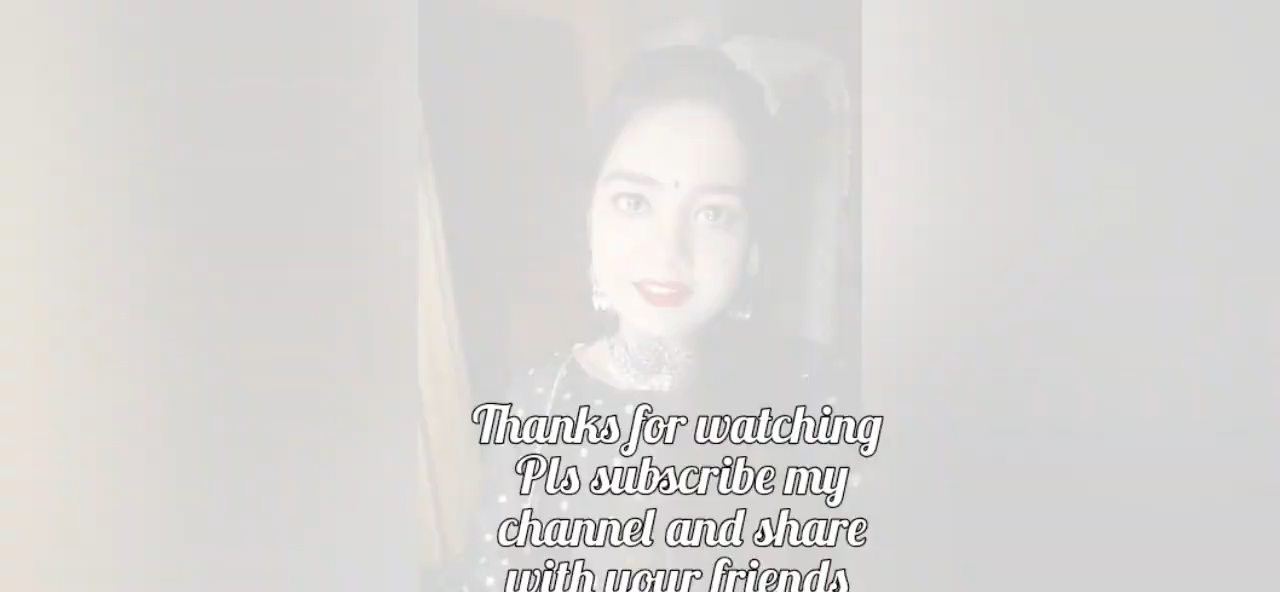 Thanks for watching
Pls subscribe my
channel and share
with your friends